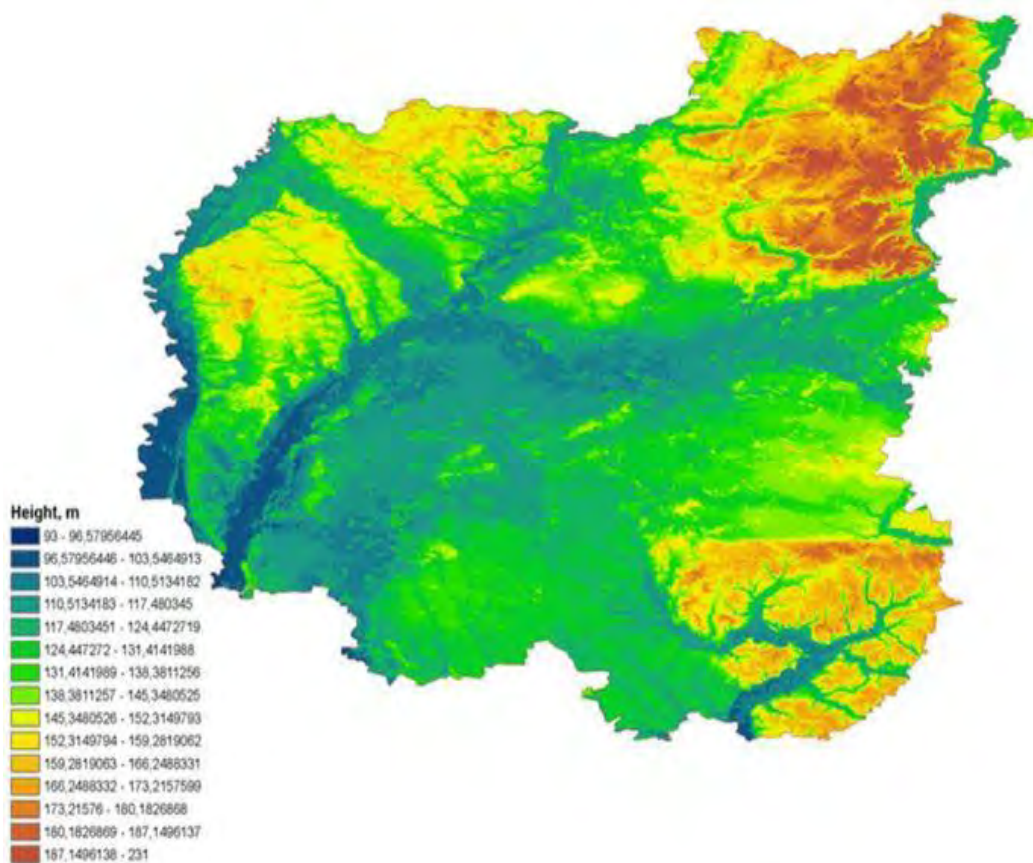 Height, m
93 - 96,57956445
96,57956446 - 103,5464913
103,5464914 - 110,5134182
110,5134183 - 117,480345
117,4803451 - 124,4472719
124,447272 - 131,4141988
131,4141989 - 138,3811256
138,3811257 - 145,3480525
145,3480526 - 152,3149793
152,3149794 - 159,2819062
159,2819063 - 166,2488331
166,2488332 - 173,2157599
173,21576 - 180,1826868
180,1826869 - 187,1496137
187,1496138 - 231